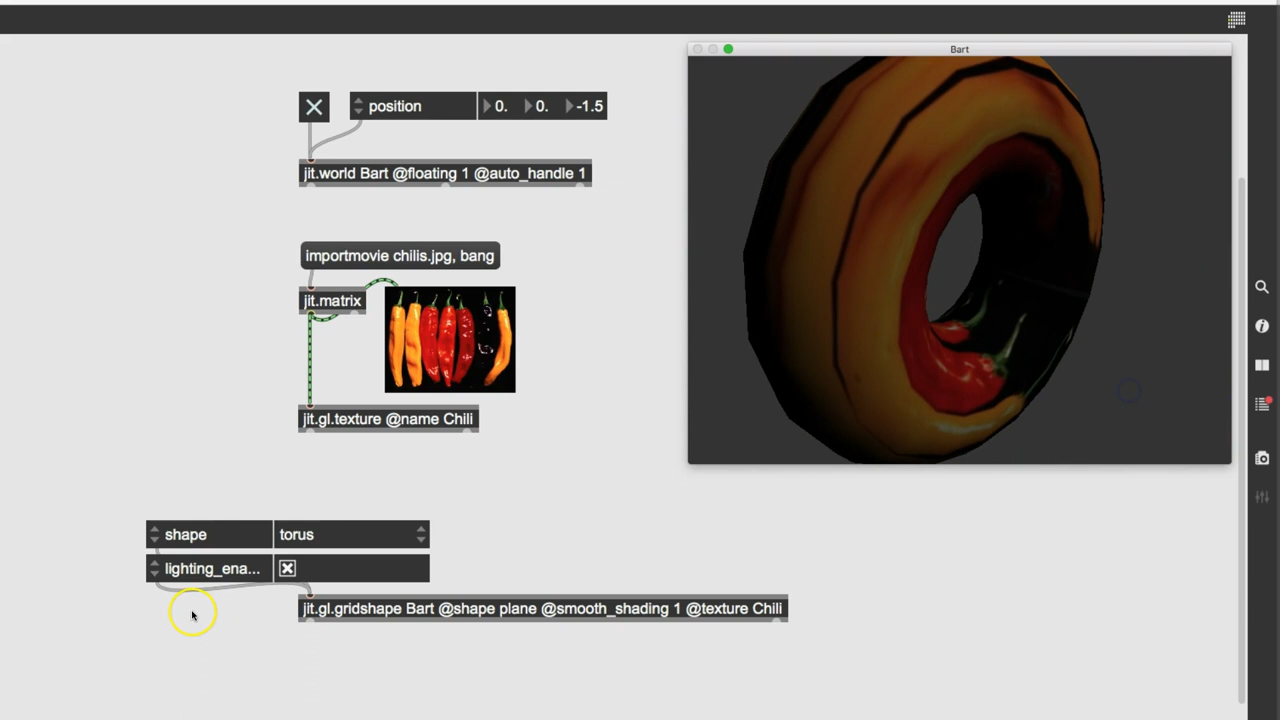 Bart
position
0. 0. -1.5
jit.world Bart @floating 1 @auto_handle 1
importmovie chilis.jpg, bang
jit.matrix
jit.gl.texture @name Chili
shape torus
lighting_ena...
jit.gl.gridshape Bart @shape plane @smooth_shading 1 @texture Chili